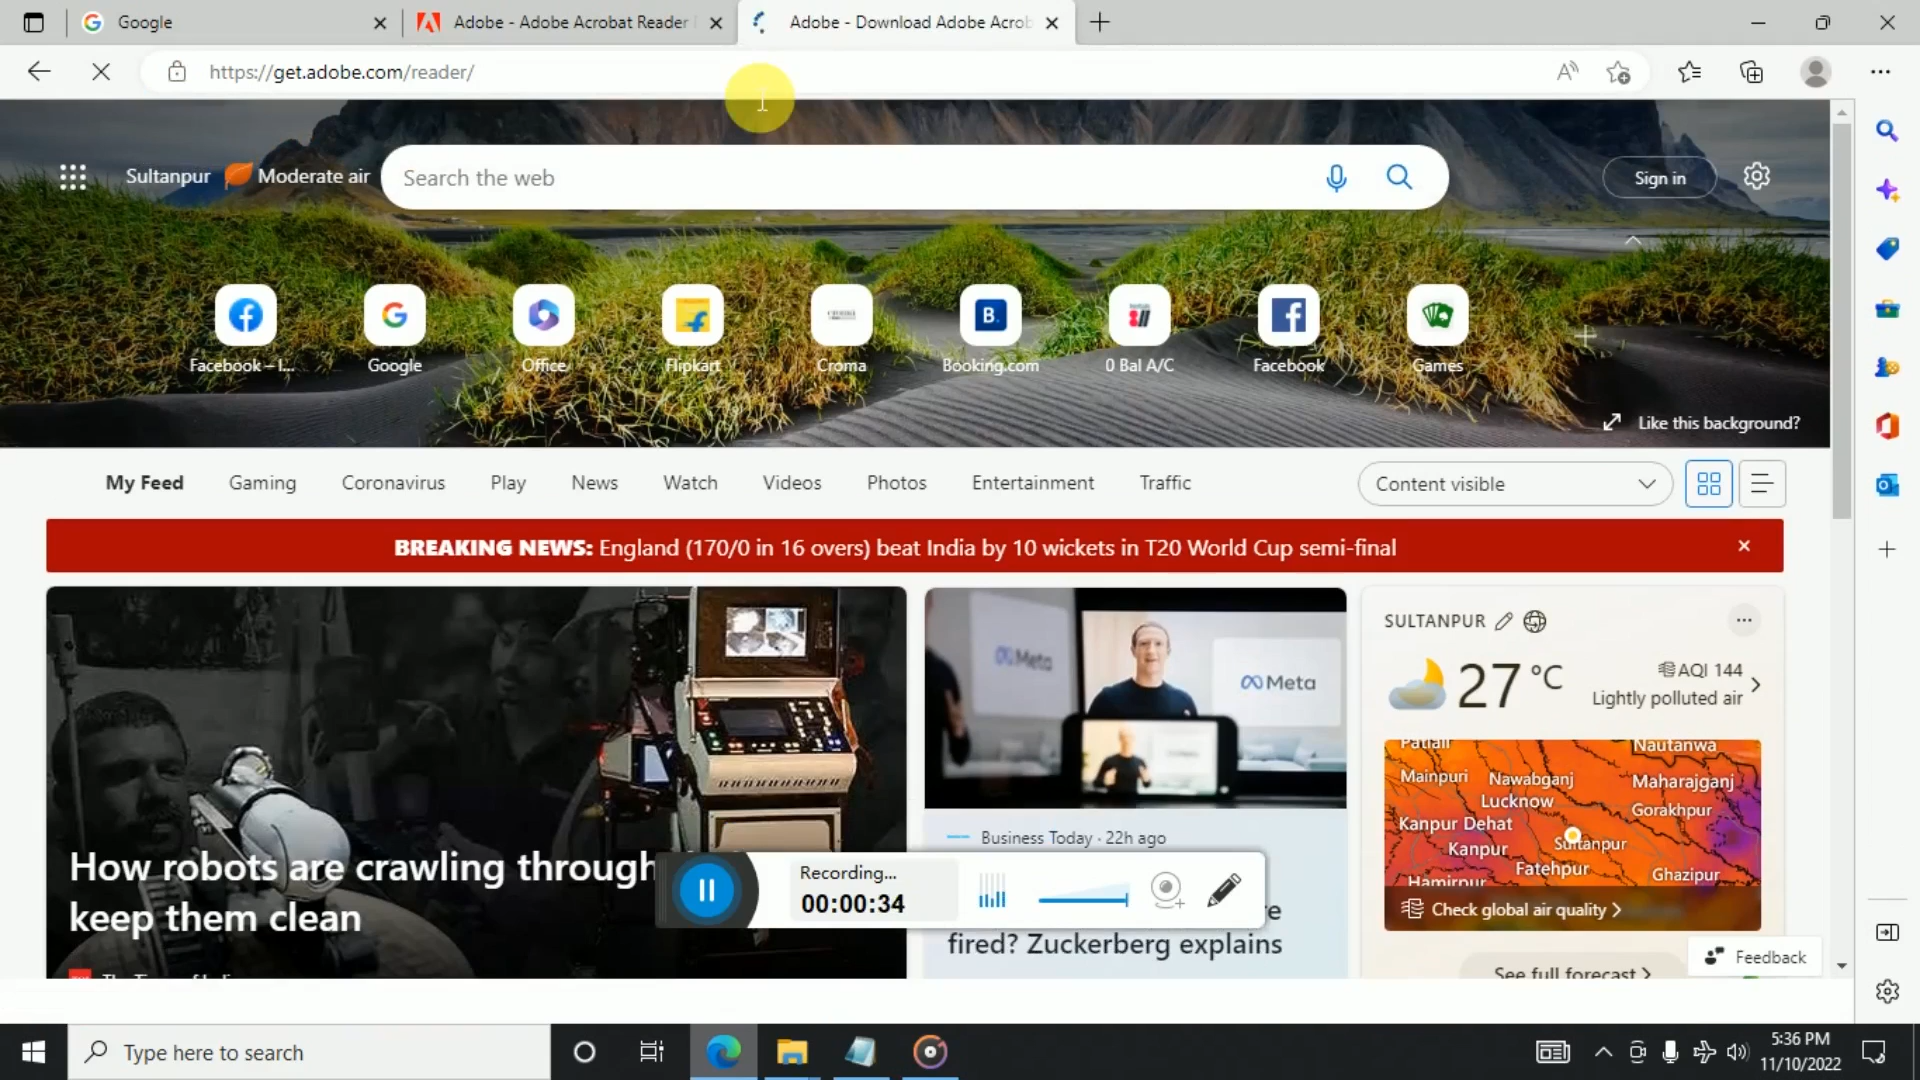 Google
Adobe - Adobe Acrobat Reader
Adobe - Download Adobe Acrob
https://get.adobe.com/reader/
Sultanpur
Moderate air
Search the web
Sign in
Facebook – I...
Google
Office
Flipkart
Croma
Booking.com
0 Bal A/C
Facebook
Games
Like this background?
My Feed
Gaming
Coronavirus
Play
News
Watch
Videos
Photos
Entertainment
Traffic
Content visible
BREAKING NEWS: England (170/0 in 16 overs) beat India by 10 wickets in T20 World Cup semi-final
How robots are crawling through
keep them clean
Meta
Meta
Business Today · 22h ago
fired? Zuckerberg explains
SULTANPUR
27 °C
AQI 144
Lightly polluted air
Patiali
Nautanwa
Mainpuri
Nawabganj
Maharajganj
Lucknow
Gorakhpur
Kanpur Dehat
Kanpur
Sultanpur
Fatehpur
Ghazipur
Hamirpur
Check global air quality
See full forecast
Feedback
Recording...
00:00:34
Type here to search
5:36 PM
11/10/2022